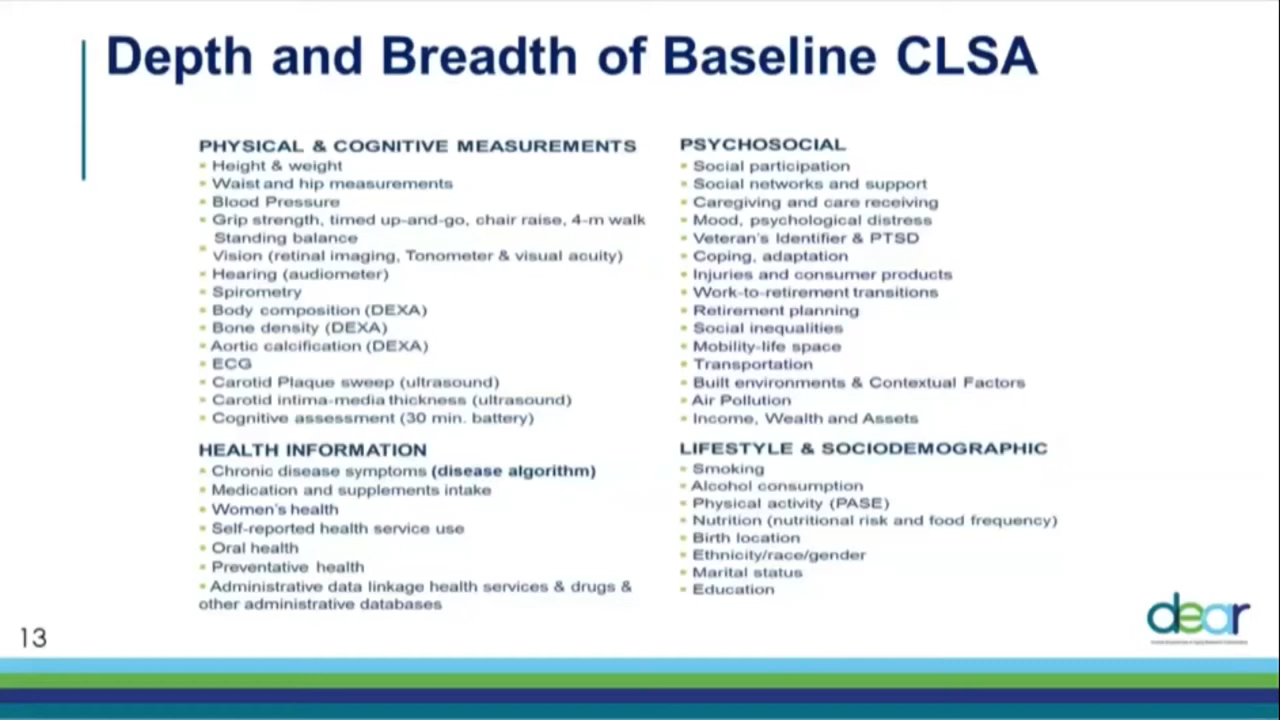 Depth and Breadth of Baseline CLSA
PHYSICAL & COGNITIVE MEASUREMENTS
▪ Height & weight
▪ Waist and hip measurements
▪ Blood Pressure
▪ Grip strength, timed up-and-go, chair raise, 4-m walk
Standing balance
▪ Vision (retinal imaging, Tonometer & visual acuity)
▪ Hearing (audiometer)
▪ Spirometry
▪ Body composition (DEXA)
▪ Bone density (DEXA)
▪ Aortic calcification (DEXA)
▪ ECG
▪ Carotid Plaque sweep (ultrasound)
▪ Carotid intima-media thickness (ultrasound)
▪ Cognitive assessment (30 min. battery)
HEALTH INFORMATION
▪ Chronic disease symptoms (disease algorithm)
▪ Medication and supplements intake
▪ Women's health
▪ Self-reported health service use
▪ Oral health
▪ Preventative health
▪ Administrative data linkage health services & drugs &
other administrative databases
PSYCHOSOCIAL
▪ Social participation
▪ Social networks and support
▪ Caregiving and care receiving
▪ Mood, psychological distress
▪ Veteran's Identifier & PTSD
▪ Coping, adaptation
▪ Injuries and consumer products
▪ Work-to-retirement transitions
▪ Retirement planning
▪ Social inequalities
▪ Mobility-life space
▪ Transportation
▪ Built environments & Contextual Factors
▪ Air Pollution
▪ Income, Wealth and Assets
LIFESTYLE & SOCIODEMOGRAPHIC
▪ Smoking
▪ Alcohol consumption
▪ Physical activity (PASE)
▪ Nutrition (nutritional risk and food frequency)
▪ Birth location
▪ Ethnicity/race/gender
▪ Marital status
▪ Education
13
dear